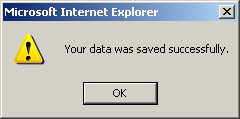 Microsoft Internet Explorer
Your data was saved successfully.
OK